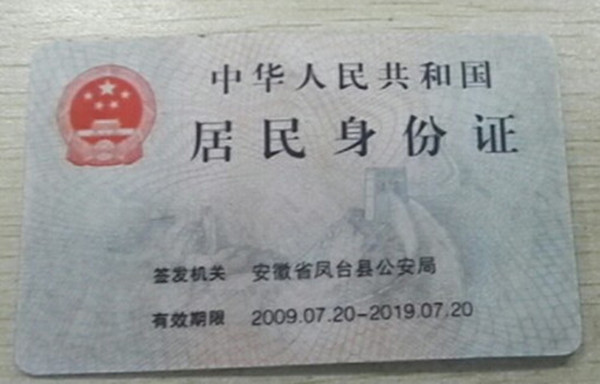 中华人民共和国
居民身份证
签发机关 安徽省凤台县公安局
有效期限 2009.07.20-2019.07.20